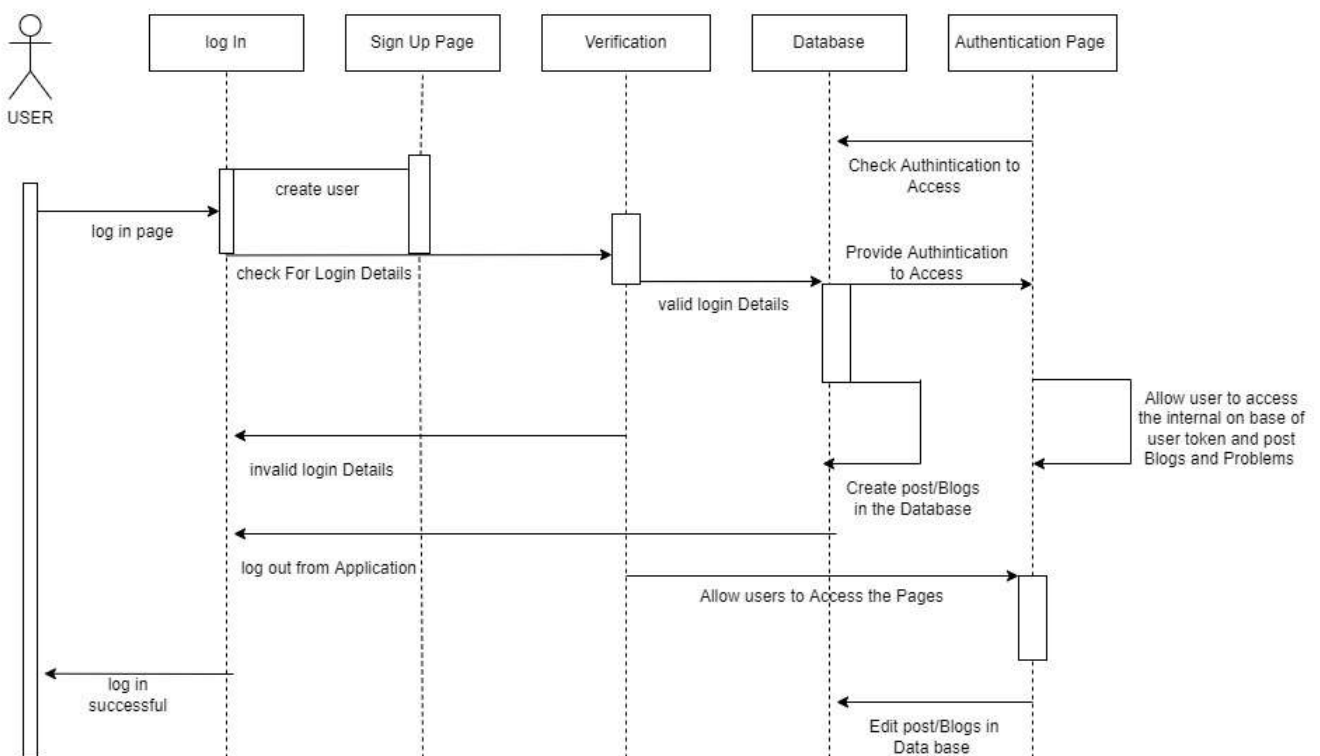 log In
Sign Up Page
Verification
Database
Authentication Page
USER
Check Authintication to
Access
create user
log in page
Provide Authintication
to Access
check For Login Details
valid login Details
Allow user to access
the internal on base of
user token and post
Blogs and Problems
invalid login Details
Create post/Blogs
in the Database
log out from Application
Allow users to Access the Pages
log in
successful
Edit post/Blogs in
Data base